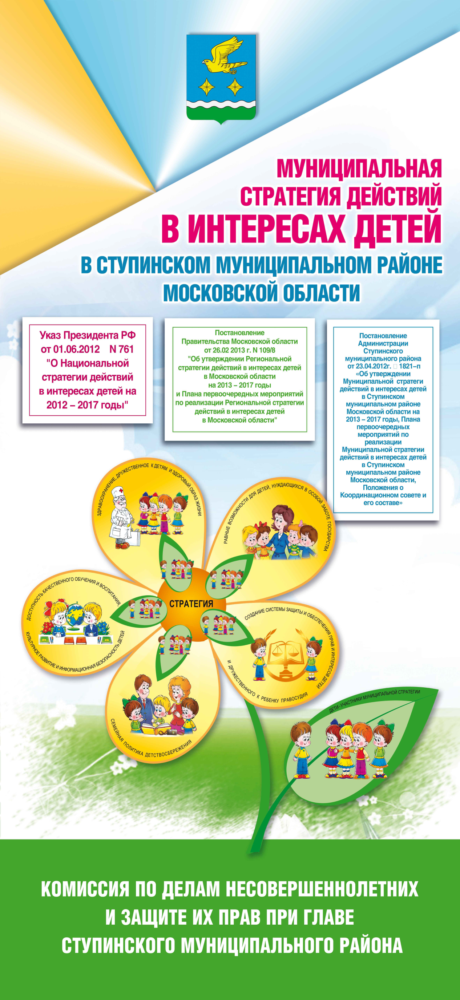 МУНИЦИПАЛЬНАЯ
СТРАТЕГИЯ ДЕЙСТВИЙ
В ИНТЕРЕСАХ ДЕТЕЙ
В СТУПИНСКОМ МУНИЦИПАЛЬНОМ РАЙОНЕ
МОСКОВСКОЙ ОБЛАСТИ
Указ Президента РФ
от 01.06.2012 N 761
"О Национальной
стратегии действий
в интересах детей на
2012 – 2017 годы"
Постановление
Правительства Московской области
от 26.02 2013 г. N 109/8
"Об утверждении Региональной
стратегии действий в интересах детей
в Московской области
на 2013 – 2017 годы
и Плана первоочередных мероприятий
по реализации Региональной стратегии
действий в интересах детей
в Московской области"
Постановление
Администрации
Ступинского
муниципального района
от 23.04.2012г. □ 1821–п
«Об утверждении
Муниципальной стратеги
действий в интересах детей
в Ступинском
муниципальном районе
Московской области на
2013 – 2017 годы, Плана
первоочередных
мероприятий по
реализации
Муниципальной стратегии
действий в интересах детей
в Ступинском
муниципальном районе
Московской области,
Положения о
Координационном совете и
его составе»
ЗДРАВООХРАНЕНИЕ, ДРУЖЕСТВЕННОЕ К ДЕТЯМ И ЗДОРОВЫЙ ОБРАЗ ЖИЗНИ
РАВНЫЕ ВОЗМОЖНОСТИ ДЛЯ ДЕТЕЙ, НУЖДАЮЩИХСЯ В ОСОБОЙ ЗАБОТЕ ГОСУДАРСТВА
ДОСТУПНОСТЬ КАЧЕСТВЕННОГО ОБУЧЕНИЯ И ВОСПИТАНИЯ,
КУЛЬТУРНОЕ РАЗВИТИЕ И ИНФОРМАЦИОННАЯ БЕЗОПАСНОСТЬ ДЕТЕЙ
СТРАТЕГИЯ
СОЗДАНИЕ СИСТЕМЫ ЗАЩИТЫ И ОБЕСПЕЧЕНИЯ ПРАВ И ИНТЕРЕСОВ ДЕТЕЙ
И ДРУЖЕСТВЕННОГО К РЕБЕНКУ ПРАВОСУДИЯ
СЕМЕЙНАЯ ПОЛИТИКА ДЕТСТВОСБЕРЕЖЕНИЯ
ДЕТИ-УЧАСТНИКИ МУНИЦИПАЛЬНОЙ СТРАТЕГИИ
КОМИССИЯ ПО ДЕЛАМ НЕСОВЕРШЕННОЛЕТНИХ
И ЗАЩИТЕ ИХ ПРАВ ПРИ ГЛАВЕ
СТУПИНСКОГО МУНИЦИПАЛЬНОГО РАЙОНА